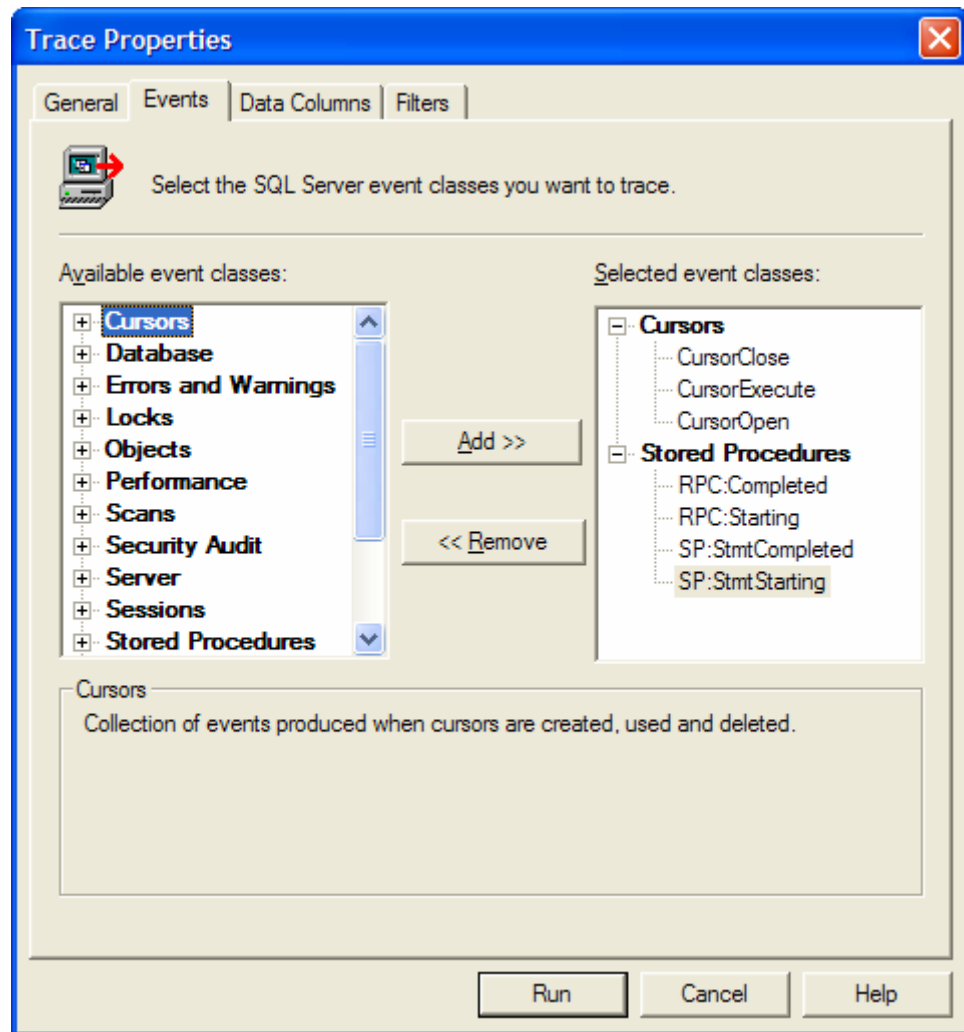 Trace Properties
General Events Data Columns Filters
Select the SQL Server event classes you want to trace.
Available event classes:
Cursors
Database
Errors and Warnings
Locks
Objects
Performance
Scans
Security Audit
Server
Sessions
Stored Procedures
Add >>
<< Remove
Selected event classes:
Cursors
CursorClose
CursorExecute
CursorOpen
Stored Procedures
RPC:Completed
RPC:Starting
SP:StmtCompleted
SP:StmtStarting
Cursors
Collection of events produced when cursors are created, used and deleted.
Run Cancel Help